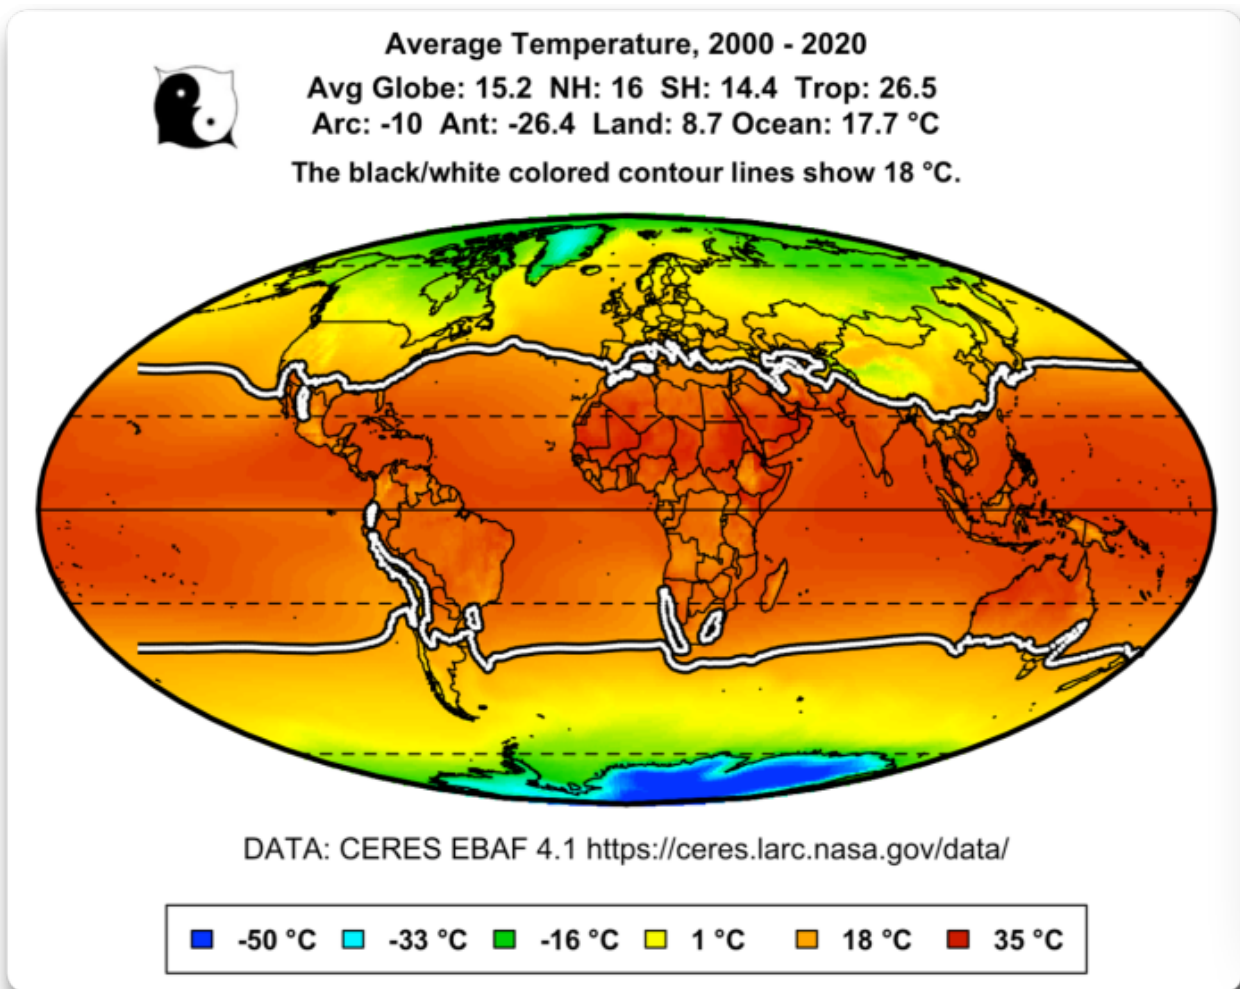 Average Temperature, 2000 - 2020
Avg Globe: 15.2  NH: 16  SH: 14.4  Trop: 26.5
Arc: -10  Ant: -26.4  Land: 8.7 Ocean: 17.7 °C
The black/white colored contour lines show 18 °C.
DATA: CERES EBAF 4.1 https://ceres.larc.nasa.gov/data/
-50 °C  -33 °C  -16 °C  1 °C  18 °C  35 °C